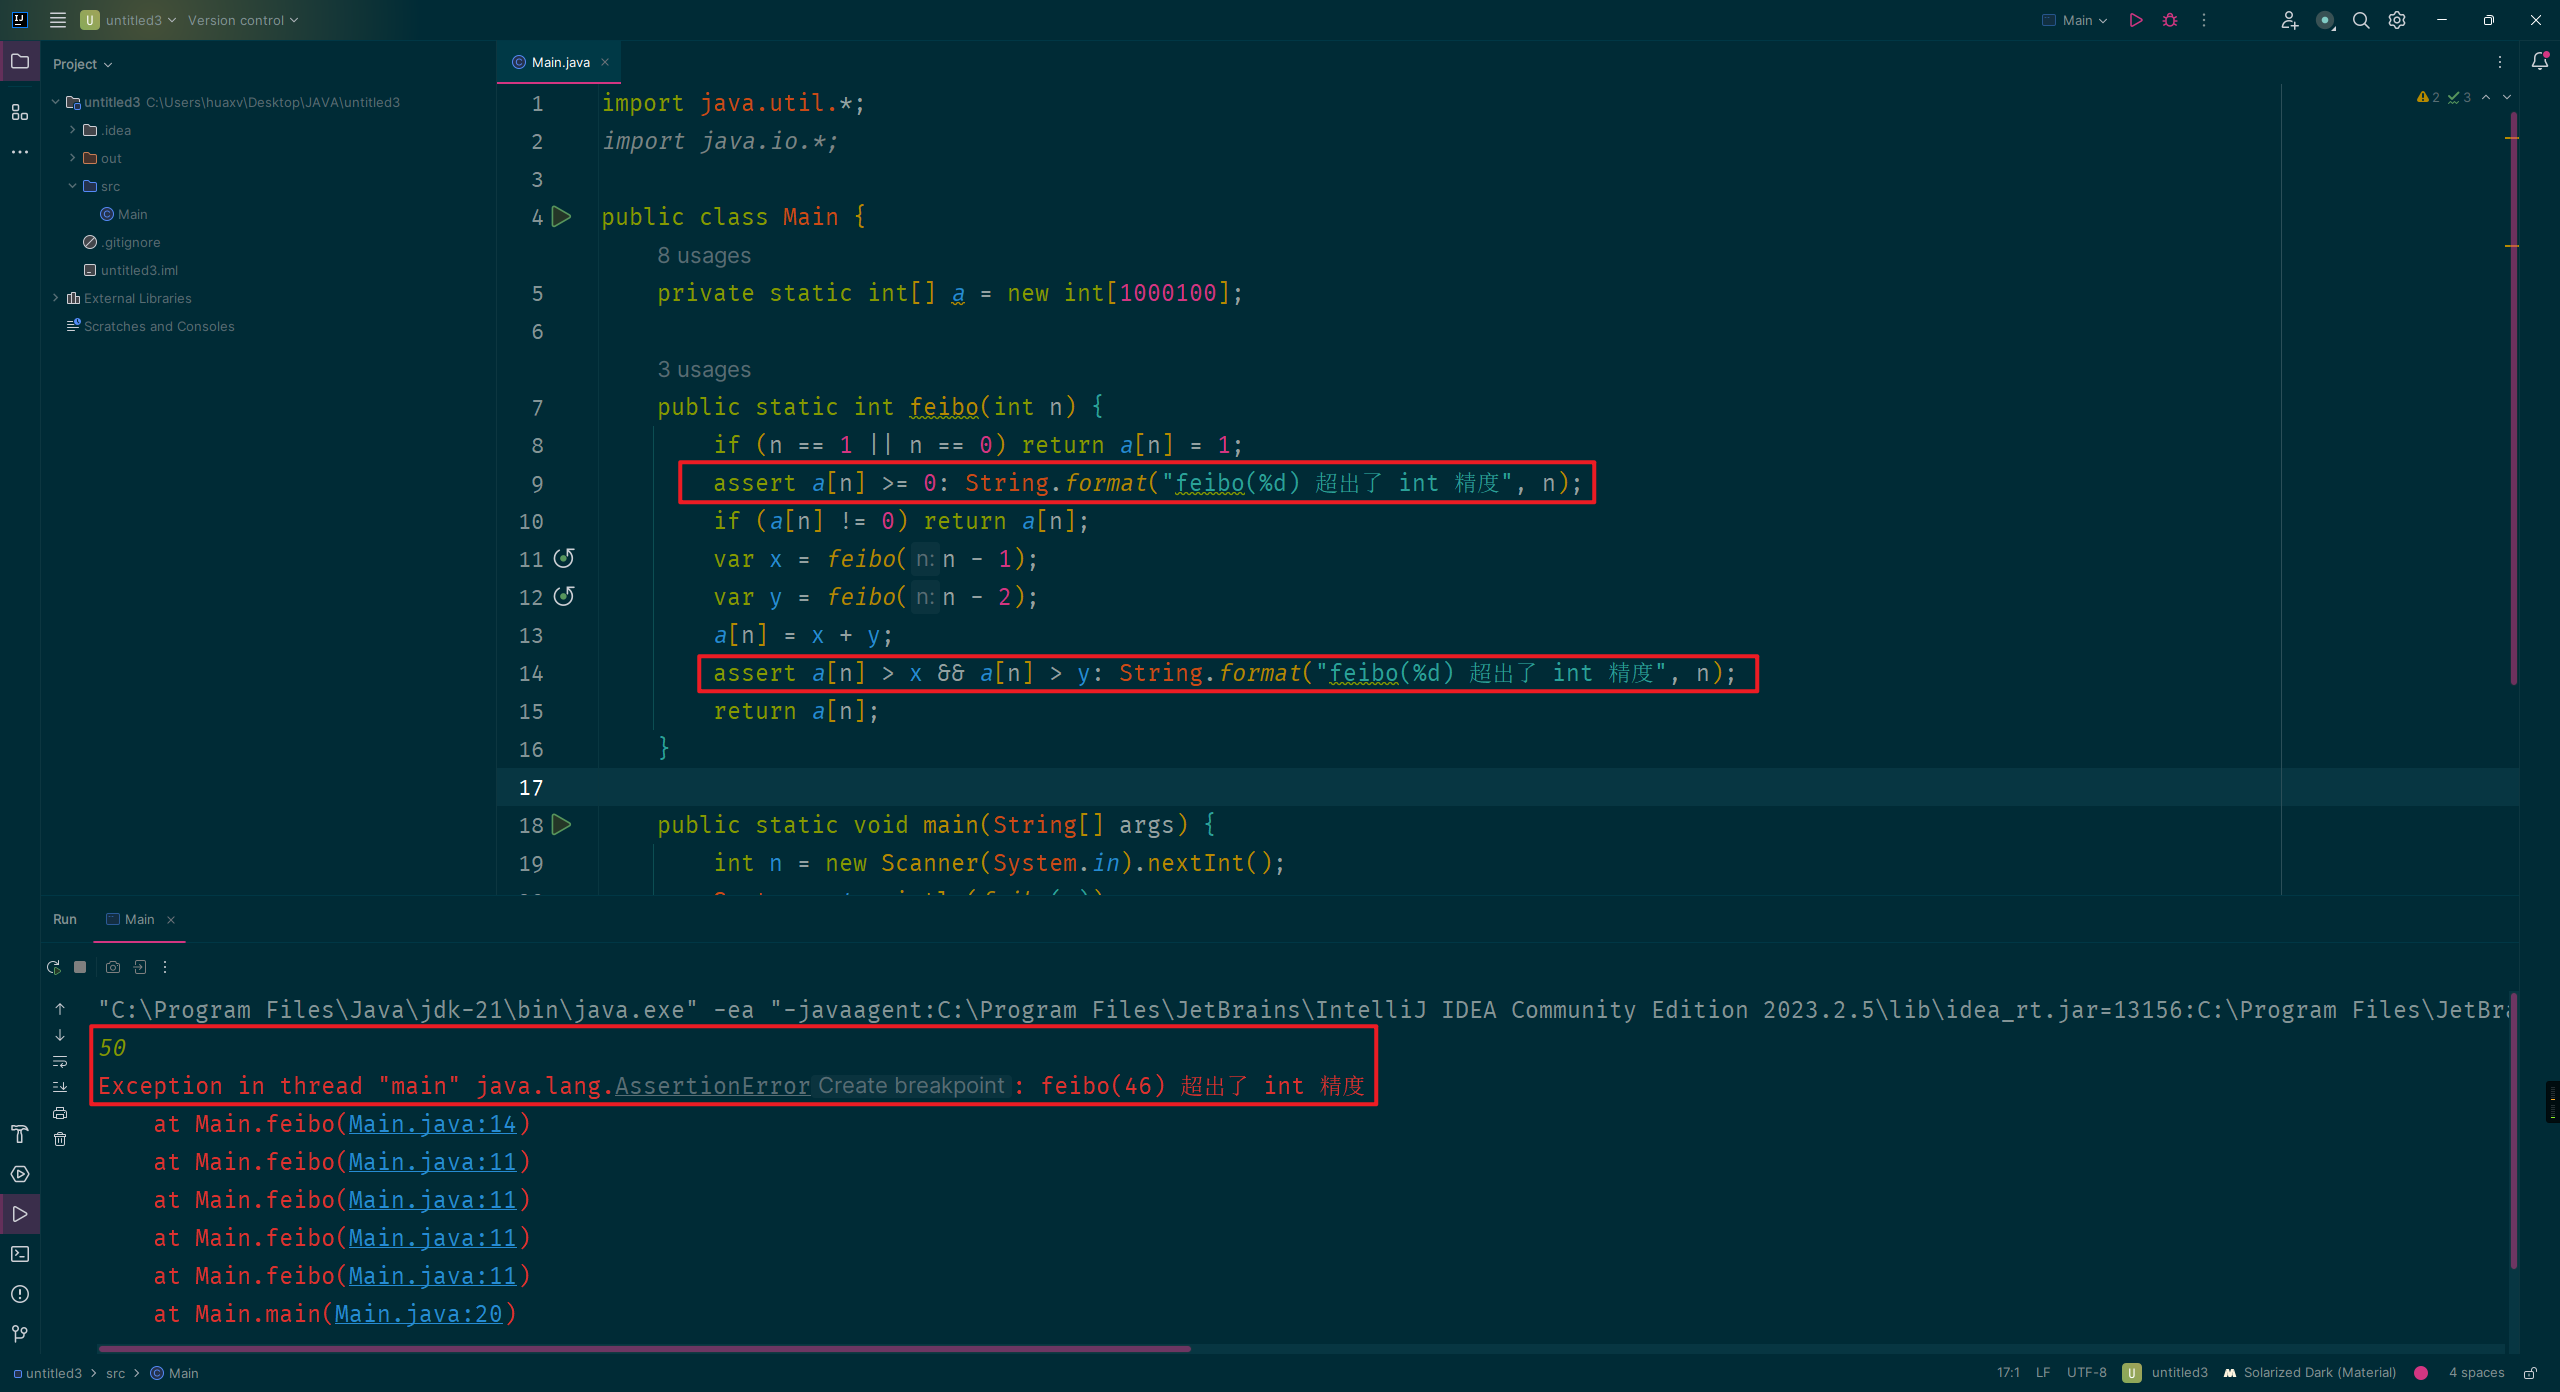 untitled3 Version control Main
Project
untitled3 C:\Users\huaxv\Desktop\JAVA\untitled3
.idea
out
src
Main
.gitignore
untitled3.iml
External Libraries
Scratches and Consoles
Main.java
2 3
1 import java.util.*;
2 import java.io.*;
3
4 public class Main {
8 usages
5 private static int[] a = new int[1000100];
6
3 usages
7 public static int feibo(int n) {
8 if (n == 1 || n == 0) return a[n] = 1;
9 assert a[n] >= 0: String.format("feibo(%d) 超出了 int 精度", n);
10 if (a[n] != 0) return a[n];
11 var x = feibo( n: n - 1);
12 var y = feibo( n: n - 2);
13 a[n] = x + y;
14 assert a[n] > x && a[n] > y: String.format("feibo(%d) 超出了 int 精度", n);
15 return a[n];
16 }
17
18 public static void main(String[] args) {
19 int n = new Scanner(System.in).nextInt();
Run Main
"C:\Program Files\Java\jdk-21\bin\java.exe" -ea "-javaagent:C:\Program Files\JetBrains\IntelliJ IDEA Community Edition 2023.2.5\lib\idea_rt.jar=13156:C:\Program Files\JetBr
50
Exception in thread "main" java.lang.AssertionError Create breakpoint : feibo(46) 超出了 int 精度
at Main.feibo(Main.java:14)
at Main.feibo(Main.java:11)
at Main.feibo(Main.java:11)
at Main.feibo(Main.java:11)
at Main.feibo(Main.java:11)
at Main.main(Main.java:20)
untitled3 > src > Main 17:1 LF UTF-8 U untitled3 Solarized Dark (Material) 4 spaces